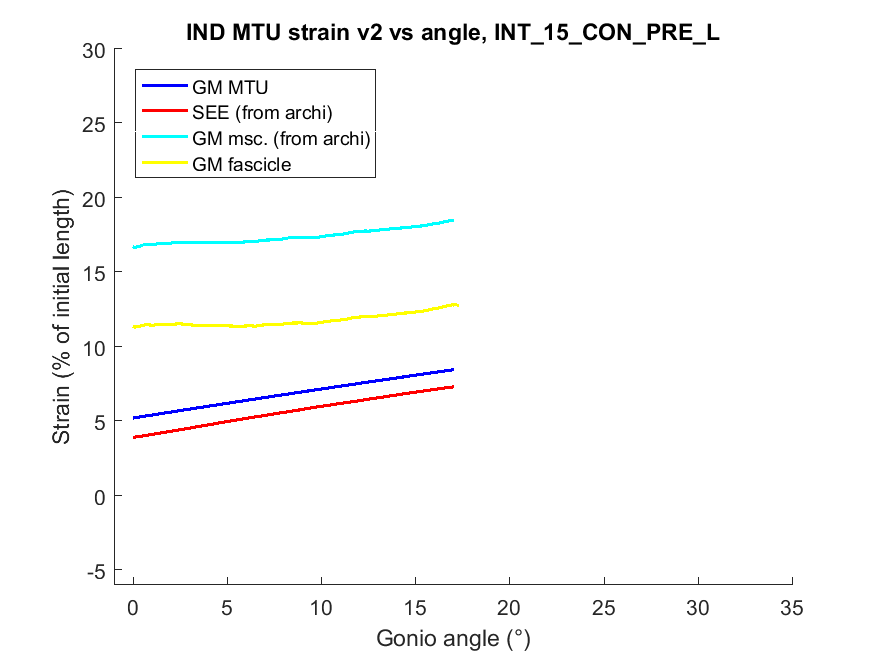 IND MTU strain v2 vs angle, INT_15_CON_PRE_L
30
25
20
15
10
5
0
-5
Strain (% of initial length)
GM MTU
SEE (from archi)
GM msc. (from archi)
GM fascicle
0 5 10 15 20 25 30 35
Gonio angle (°)